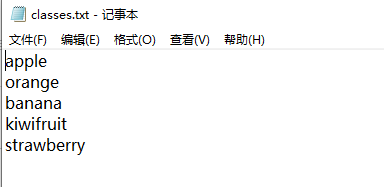 classes.txt - 记事本
文件(F) 编辑(E) 格式(O) 查看(V) 帮助(H)
apple
orange
banana
kiwifruit
strawberry